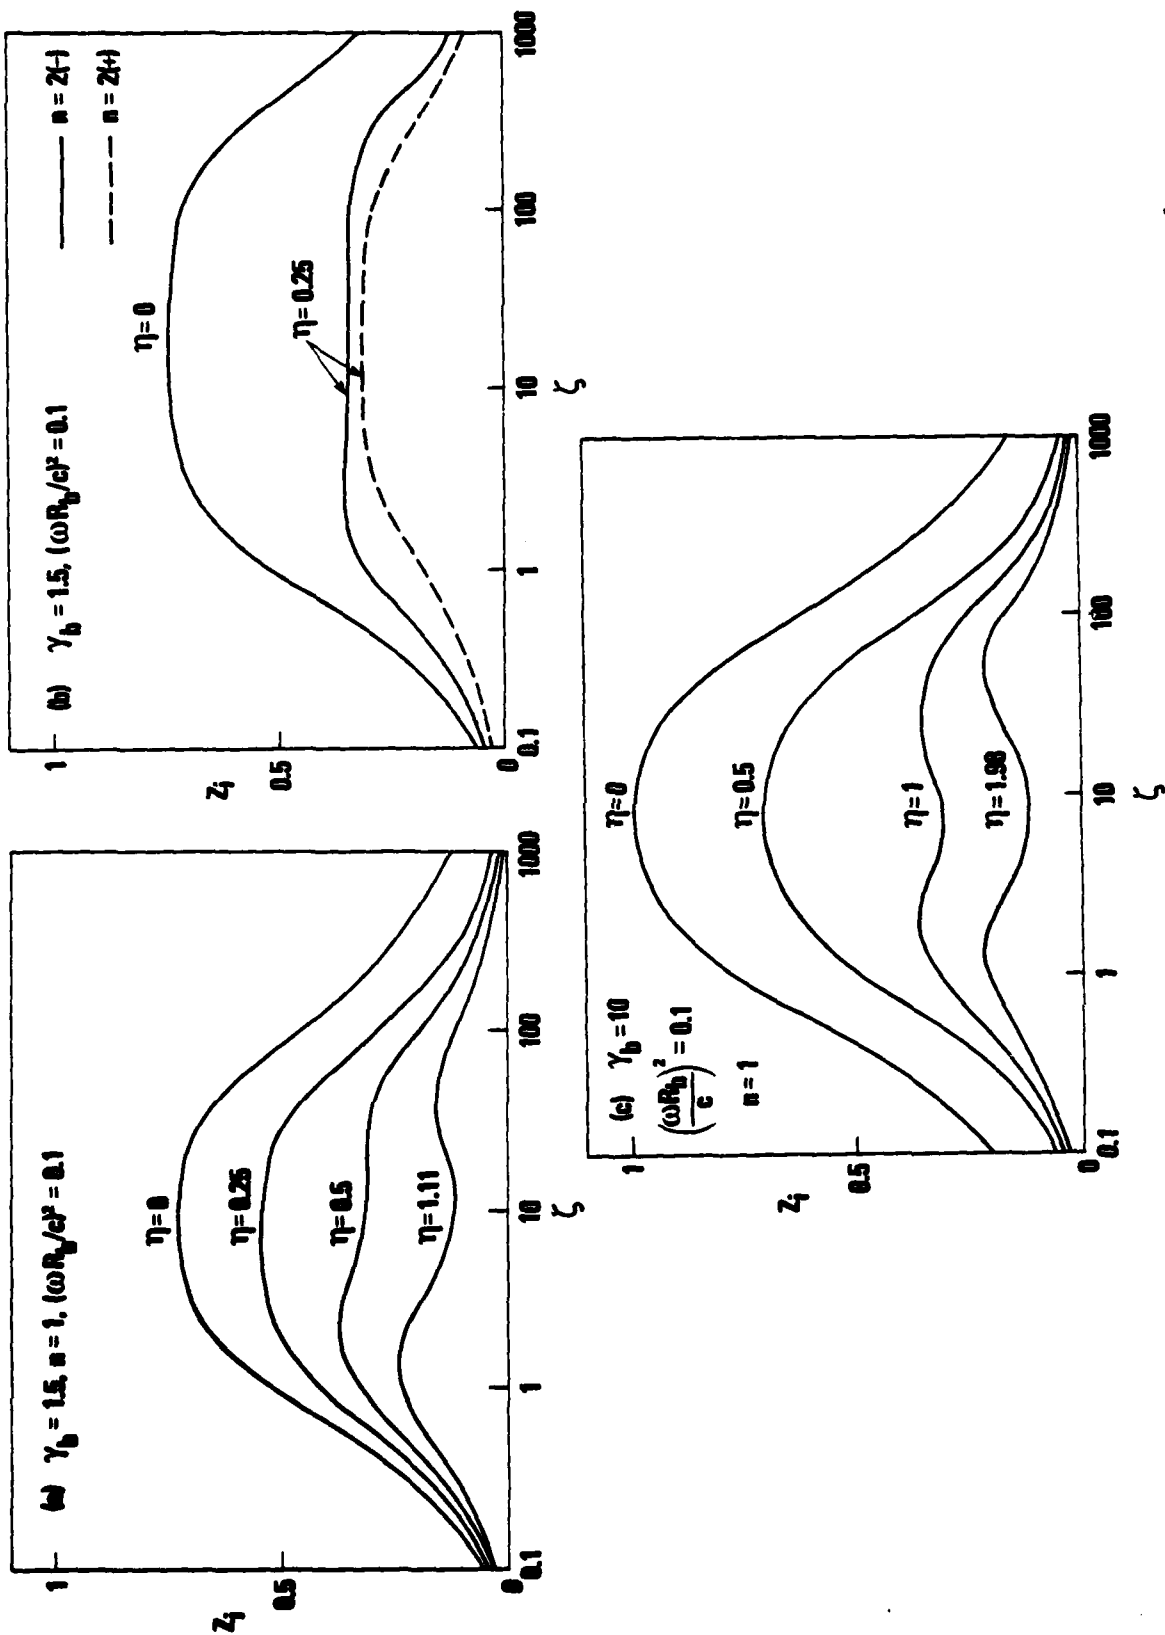 (a) γb = 1.5, n = 1, (ωRb/c)² = 0.1
Zi
1
0.5
0
η=0
η=0.25
η=0.5
η=1.11
0.1
1
10
100
1000
ζ
(b) γb = 1.5, (ωRb/c)² = 0.1
n = 2(−)
n = 2(+)
Zi
1
0.5
0
η=0
η=0.25
0.1
1
10
100
1000
ζ
(c) γb = 10
(ωRb/c)² = 0.1
n = 1
Zi
1
0.5
0
η=0
η=0.5
η=1
η=1.98
0.1
1
10
100
1000
ζ